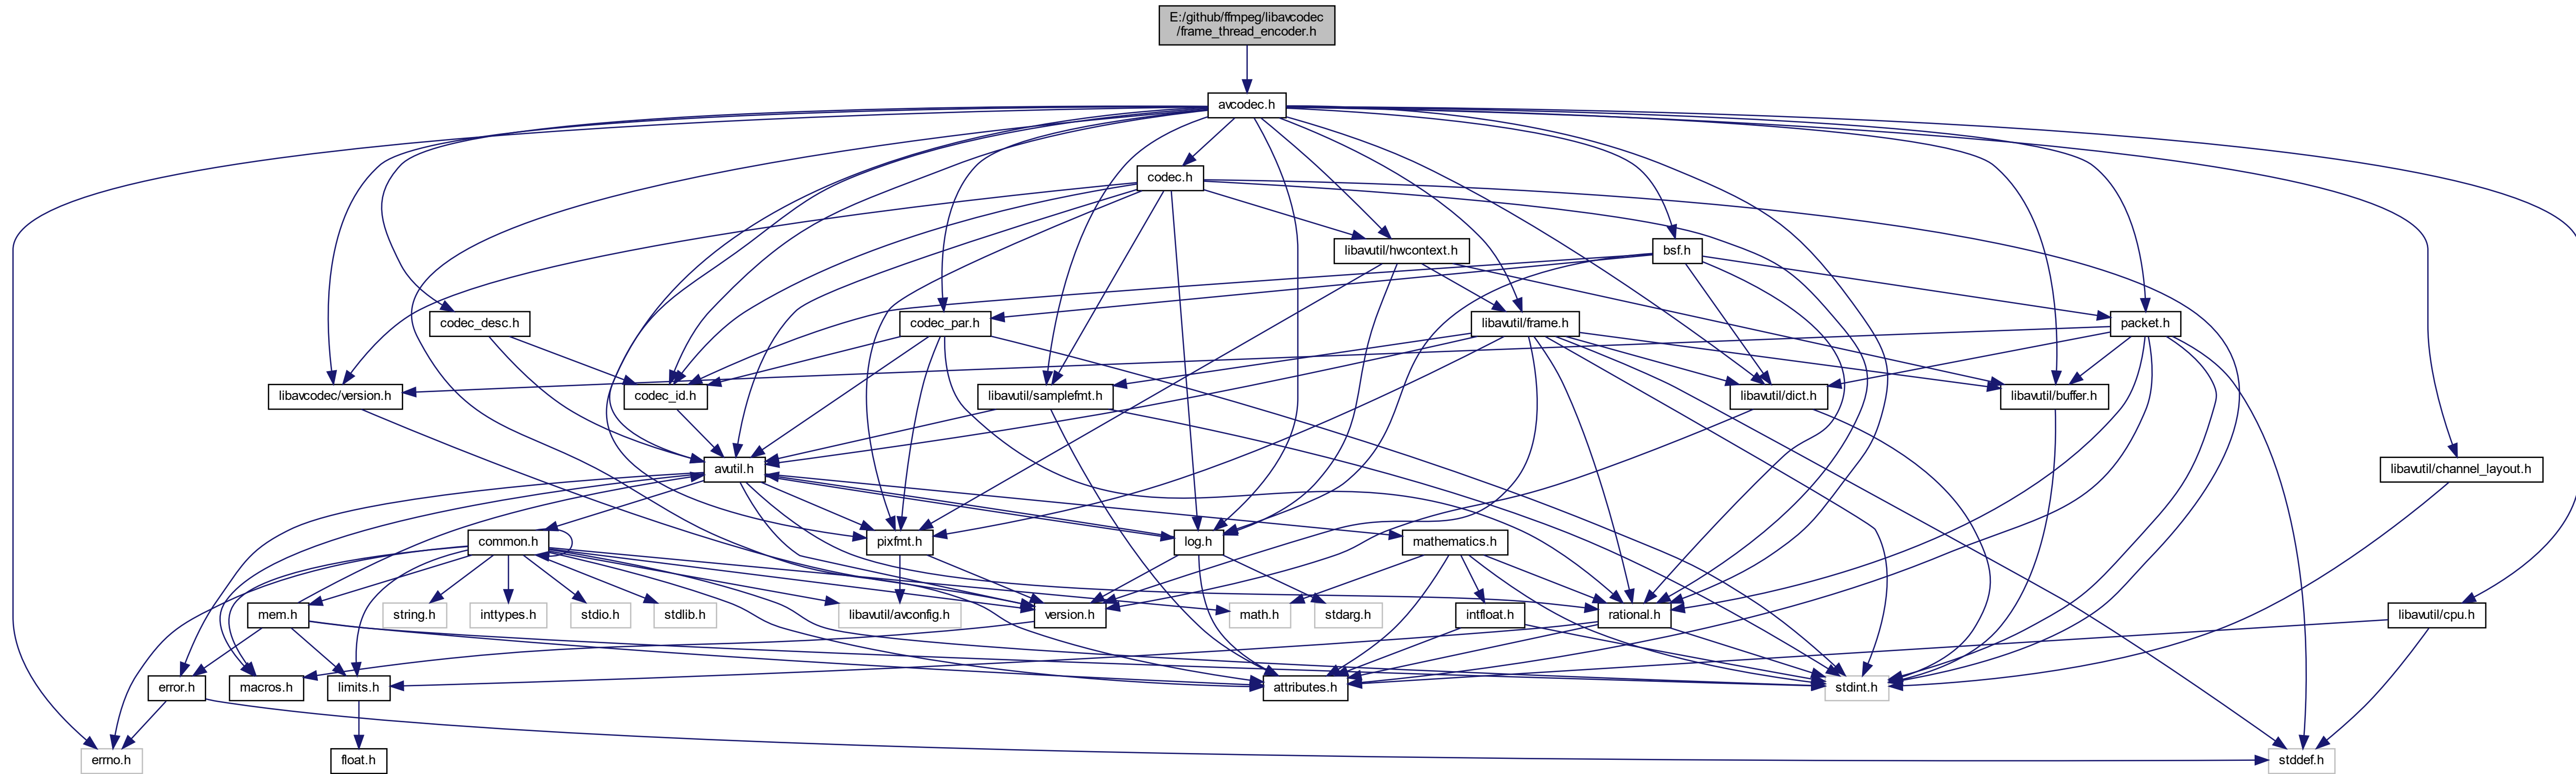 E:/github/ffmpeg/libavcodec
/frame_thread_encoder.h
avcodec.h
codec.h
libavutil/hwcontext.h
bsf.h
codec_desc.h
codec_par.h
libavutil/frame.h
packet.h
libavcodec/version.h
codec_id.h
libavutil/samplefmt.h
libavutil/dict.h
libavutil/buffer.h
avutil.h
libavutil/channel_layout.h
common.h
pixfmt.h
log.h
mathematics.h
mem.h
string.h
inttypes.h
stdio.h
stdlib.h
libavutil/avconfig.h
version.h
math.h
stdarg.h
intfloat.h
rational.h
libavutil/cpu.h
error.h
macros.h
limits.h
attributes.h
stdint.h
errno.h
float.h
stddef.h